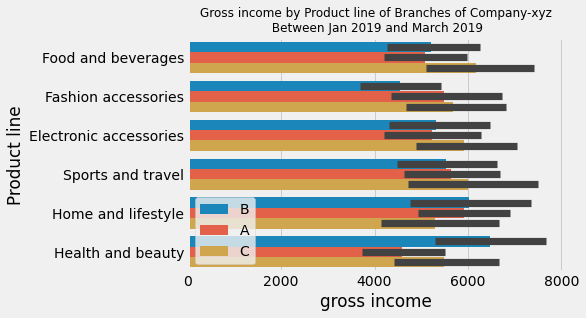 Gross income by Product line of Branches of Company-xyz
Between Jan 2019 and March 2019
Product line
Food and beverages
Fashion accessories
Electronic accessories
Sports and travel
Home and lifestyle
Health and beauty
B
A
C
0 2000 4000 6000 8000
gross income